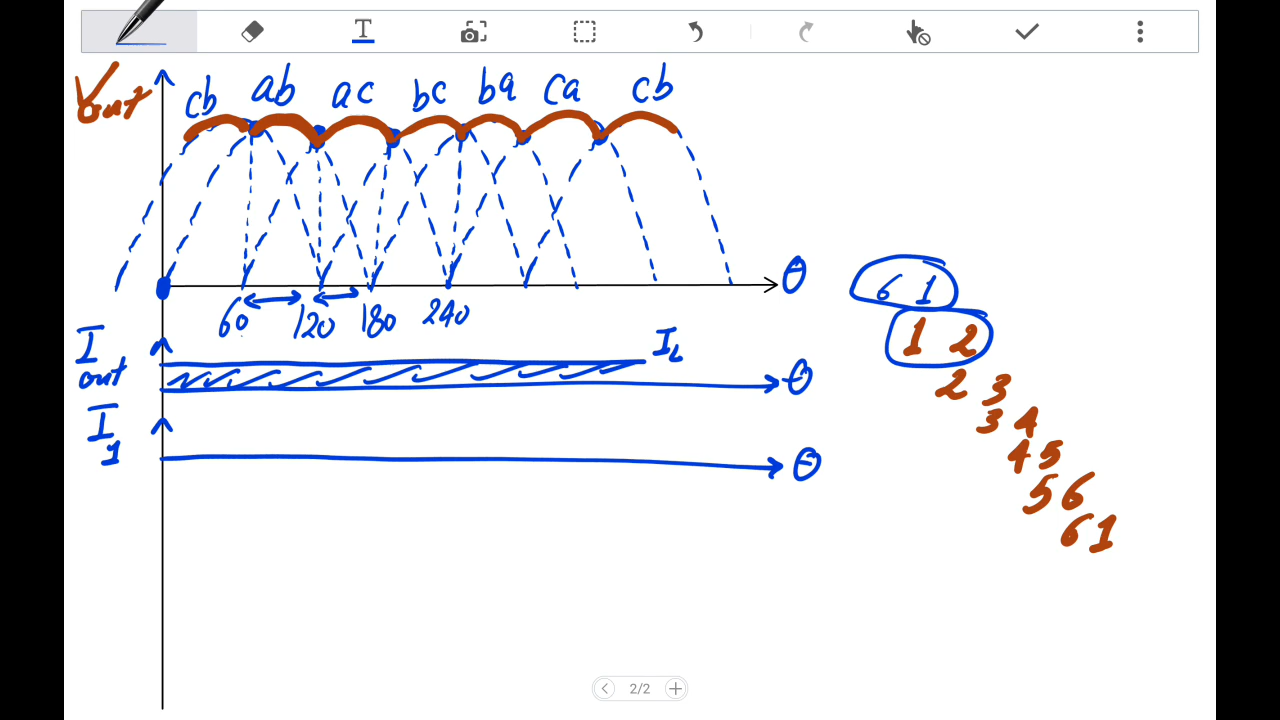 T
Vout
cb ab ac bc ba ca cb
θ
60 120 180 240
6 1
1 2
2 3
3 4
4 5
5 6
6 1
I out
I L
θ
I 1
θ
2/2